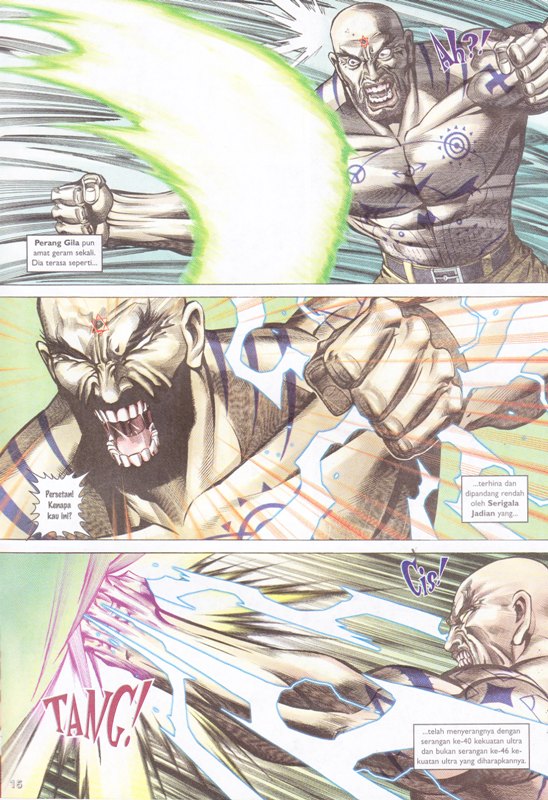 Ah?!
Perang Gila pun
amat geram sekali.
Dia terasa seperti...
Persetan!
Kenapa
kau ini?
...terhina dan
dipandang rendah
oleh Serigala
Jadian yang...
Cis!
TANG!
...telah menyerangnya dengan
serangan ke-40 kekuatan ultra
dan bukan serangan ke-46 ke-
kuatan ultra yang diharapkannya.
15